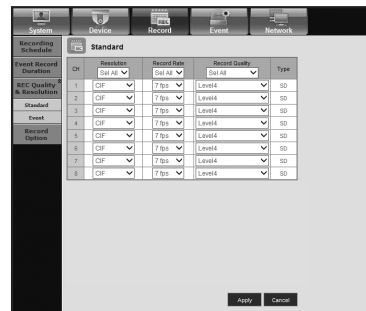 System Device Record Event Network
Recording Schedule
Event Record Duration
REC Quality & Resolution
Standard
Event
Record Option
Standard
CH Resolution Record Rate Record Quality Type
Sel All Sel All Sel All
1 CIF 7 fps Level4 SD
2 CIF 7 fps Level4 SD
3 CIF 7 fps Level4 SD
4 CIF 7 fps Level4 SD
5 CIF 7 fps Level4 SD
6 CIF 7 fps Level4 SD
7 CIF 7 fps Level4 SD
8 CIF 7 fps Level4 SD
Apply Cancel